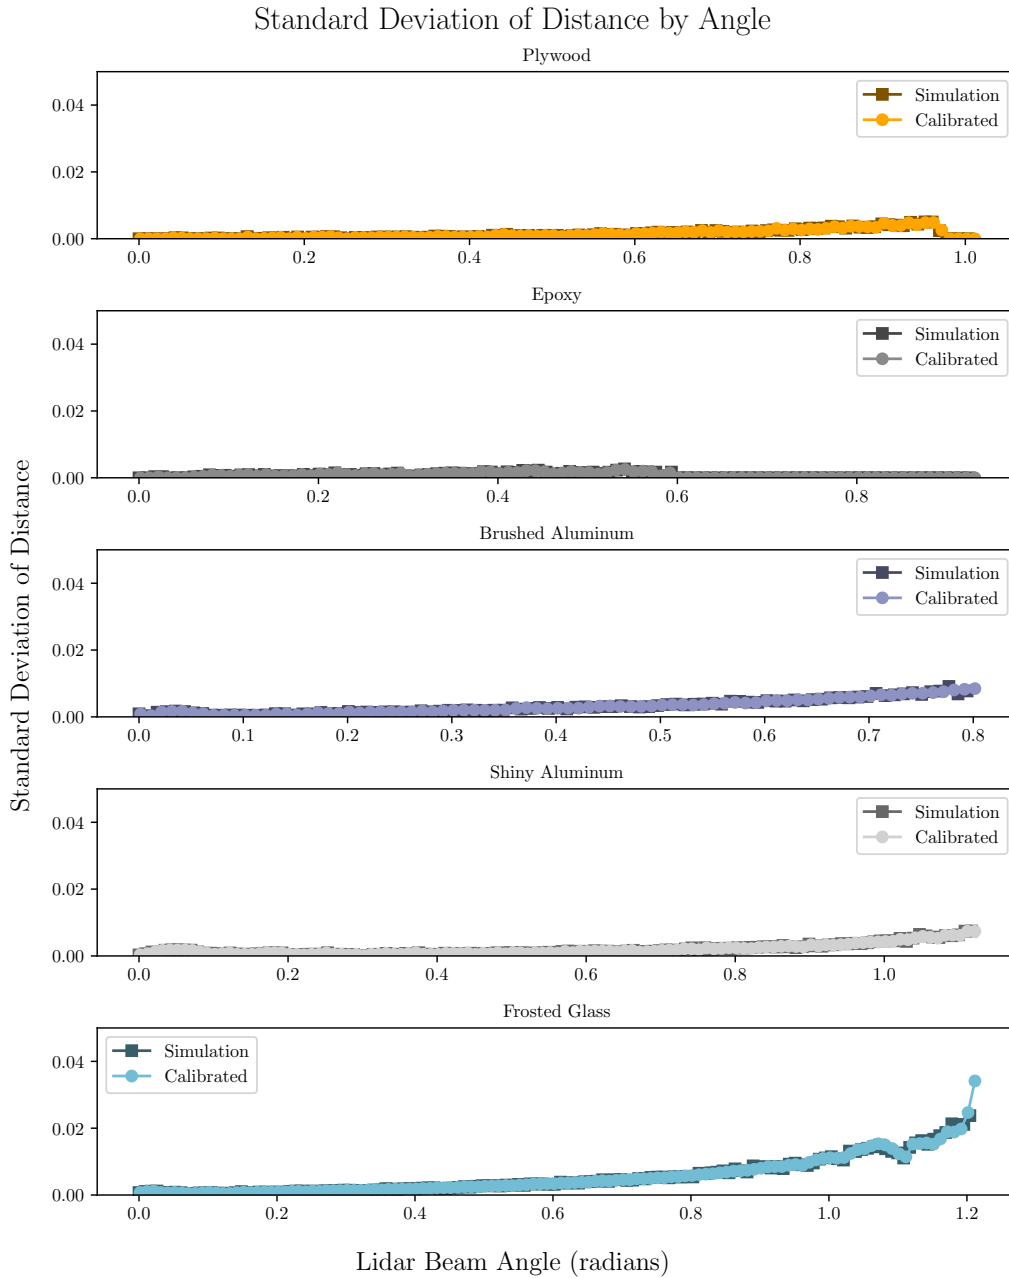 Standard Deviation of Distance by Angle
Plywood
Simulation
Calibrated
0.04
0.02
0.00
0.0 0.2 0.4 0.6 0.8 1.0
Epoxy
Simulation
Calibrated
0.04
0.02
0.00
0.0 0.2 0.4 0.6 0.8
Standard Deviation of Distance
Brushed Aluminum
Simulation
Calibrated
0.04
0.02
0.00
0.0 0.1 0.2 0.3 0.4 0.5 0.6 0.7 0.8
Shiny Aluminum
Simulation
Calibrated
0.04
0.02
0.00
0.0 0.2 0.4 0.6 0.8 1.0
Frosted Glass
Simulation
Calibrated
0.04
0.02
0.00
0.0 0.2 0.4 0.6 0.8 1.0 1.2
Lidar Beam Angle (radians)